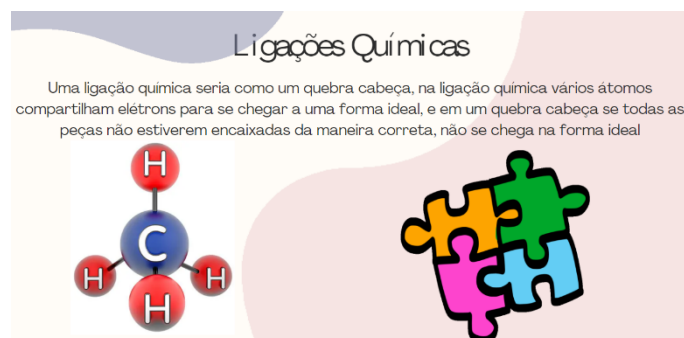 Ligações Químicas
Uma ligação química seria como um quebra cabeça, na ligação química vários átomos
compartilham elétrons para se chegar a uma forma ideal, e em um quebra cabeça se todas as
peças não estiverem encaixadas da maneira correta, não se chega na forma ideal
H
C
H
H
H